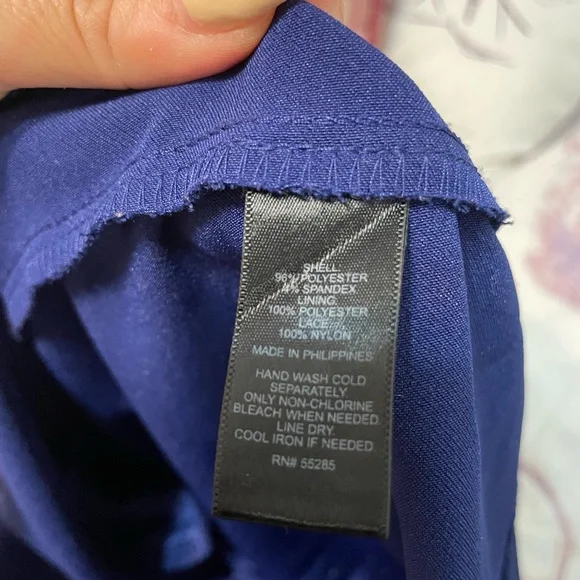 SHELL
96% POLYESTER
4% SPANDEX
LINING
100% POLYESTER
LACE
100% NYLON
MADE IN PHILIPPINES
HAND WASH COLD
SEPARATELY
ONLY NON-CHLORINE
BLEACH WHEN NEEDED.
LINE DRY.
COOL IRON IF NEEDED
RN# 55285